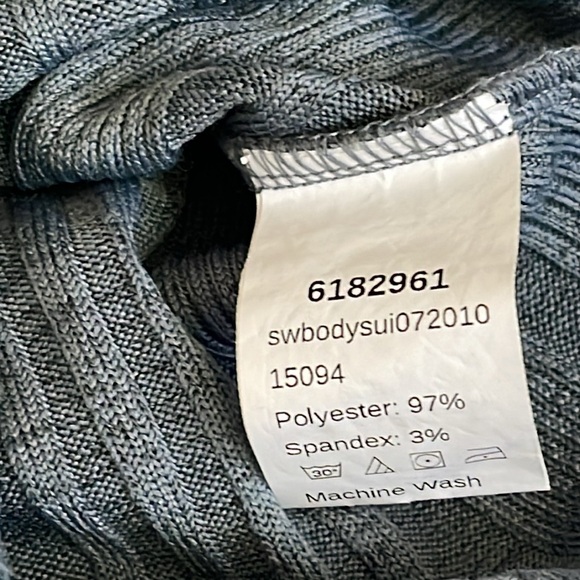 6182961
swbodysui072010
15094
Polyester: 97%
Spandex: 3%
30°
Machine Wash